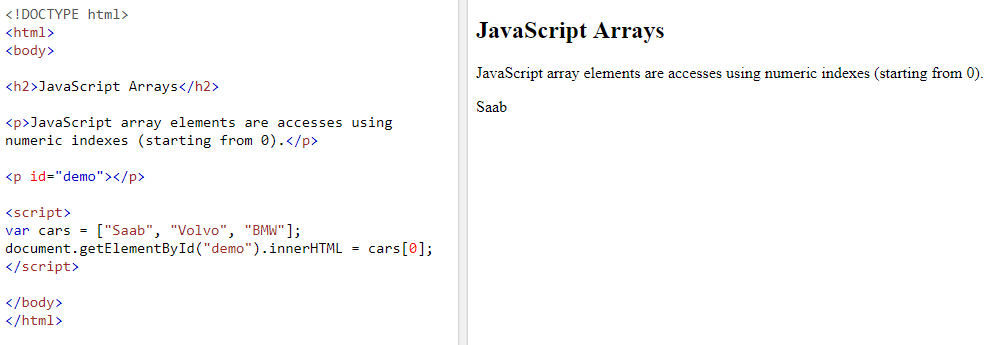 <!DOCTYPE html>
<html>
<body>
<h2>JavaScript Arrays</h2>
<p>JavaScript array elements are accesses using
numeric indexes (starting from 0).</p>
<p id="demo"></p>
<script>
var cars = ["Saab", "Volvo", "BMW"];
document.getElementById("demo").innerHTML = cars[0];
</script>
</body>
</html>
JavaScript Arrays
JavaScript array elements are accesses using numeric indexes (starting from 0).
Saab